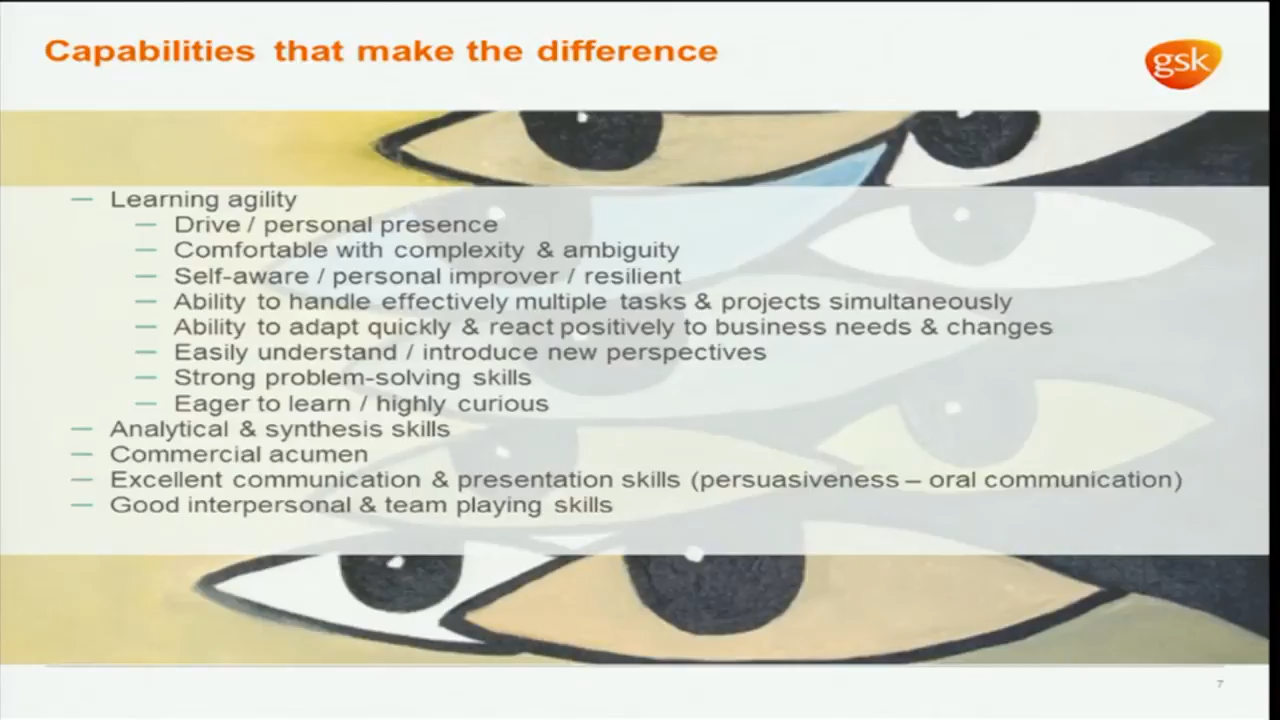 Capabilities that make the difference
gsk
— Learning agility
— Drive / personal presence
— Comfortable with complexity & ambiguity
— Self-aware / personal improver / resilient
— Ability to handle effectively multiple tasks & projects simultaneously
— Ability to adapt quickly & react positively to business needs & changes
— Easily understand / introduce new perspectives
— Strong problem-solving skills
— Eager to learn / highly curious
— Analytical & synthesis skills
— Commercial acumen
— Excellent communication & presentation skills (persuasiveness – oral communication)
— Good interpersonal & team playing skills
7